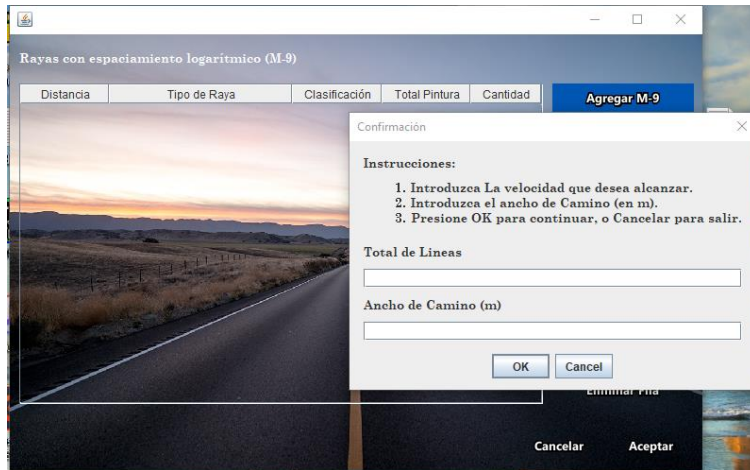 Rayas con espaciamiento logarítmico (M-9)
Distancia Tipo de Raya Clasificación Total Pintura Cantidad
Agregar M-9
Confirmación
Instrucciones:
1. Introduzca La velocidad que desea alcanzar.
2. Introduzca el ancho de Camino (en m).
3. Presione OK para continuar, o Cancelar para salir.
Total de Lineas
Ancho de Camino (m)
OK Cancel
Eliminar Fila
Cancelar Aceptar